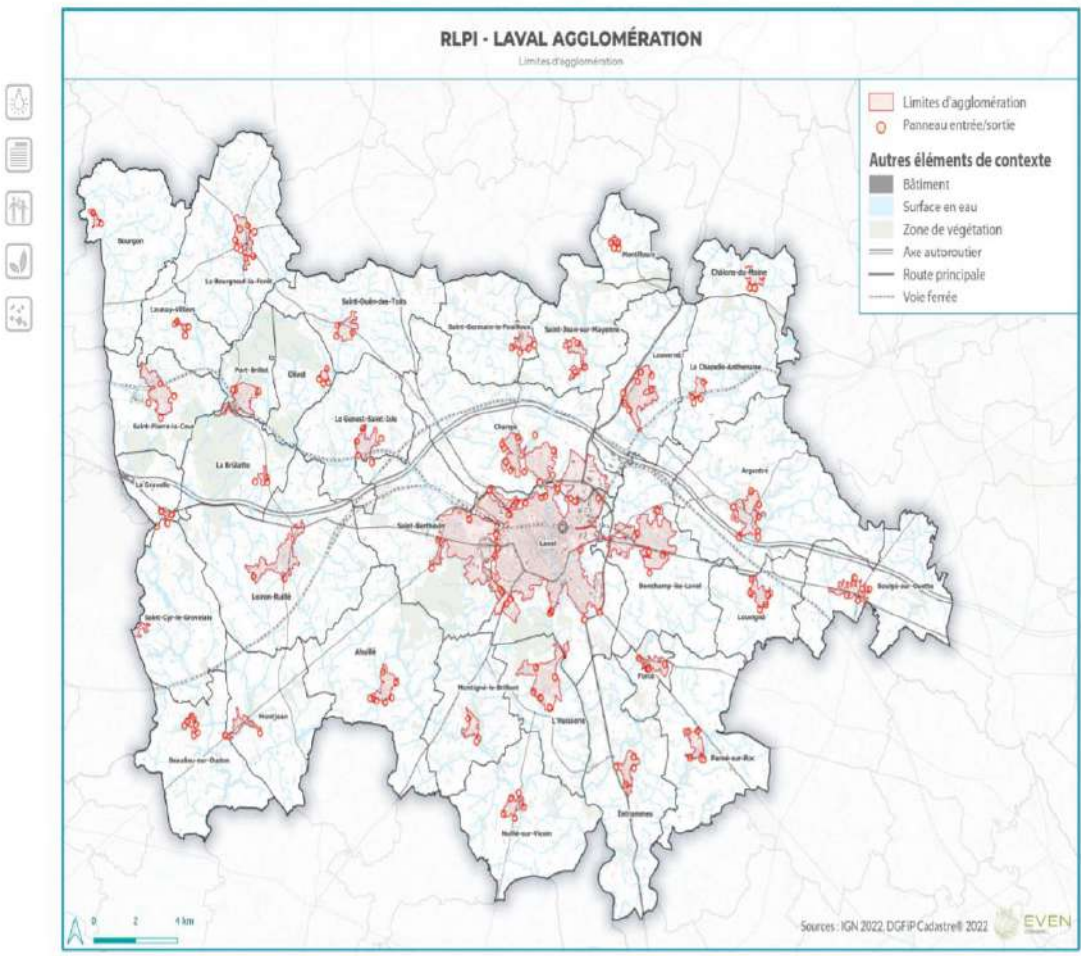 RLPI - LAVAL AGGLOMÉRATION
Limites d'agglomération
Limites d'agglomération
Panneau entrée/sortie
Autres éléments de contexte
Bâtiment
Surface en eau
Zone de végétation
Axe autoroutier
Route principale
Voie ferrée
Bourgon
Le Bourgneuf-la-Forêt
Montflours
Châlons-du-Maine
Launay-Villiers
Saint-Ouën-des-Toits
Saint-Germain-le-Fouilloux
Saint-Jean-sur-Mayenne
Louverné
La Chapelle-Anthenaise
Port-Brillet
Olivet
Saint-Pierre-la-Cour
Le Genest-Saint-Isle
Changé
La Brûlatte
Argentré
La Gravelle
Saint-Berthevin
Laval
Loiron-Ruillé
Bonchamp-lès-Laval
Soulgé-sur-Ouette
Louvigné
Saint-Cyr-le-Gravelais
Ahuillé
Forcé
Montigné-le-Brillant
L'Huisserie
Montjean
Beaulieu-sur-Oudon
Parné-sur-Roc
Entrammes
Nuillé-sur-Vicoin
0 2 4 km
Sources : IGN 2022, DGFiP Cadastre® 2022
EVEN